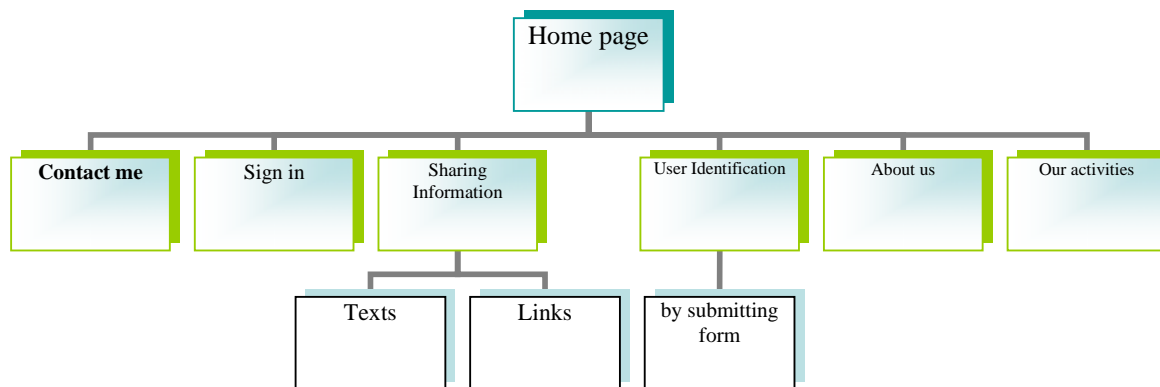 Home page
Contact me
Sign in
Sharing
Information
User Identification
About us
Our activities
Texts
Links
by submitting
form